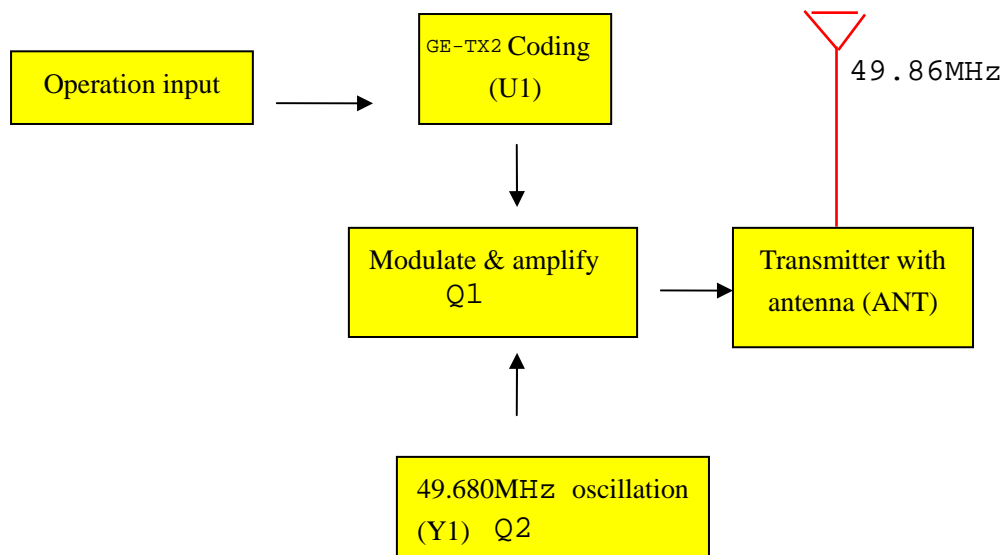 Operation input
GE-TX2 Coding
(U1)
49.86MHz
Modulate & amplify
Q1
Transmitter with
antenna (ANT)
49.680MHz oscillation
(Y1) Q2